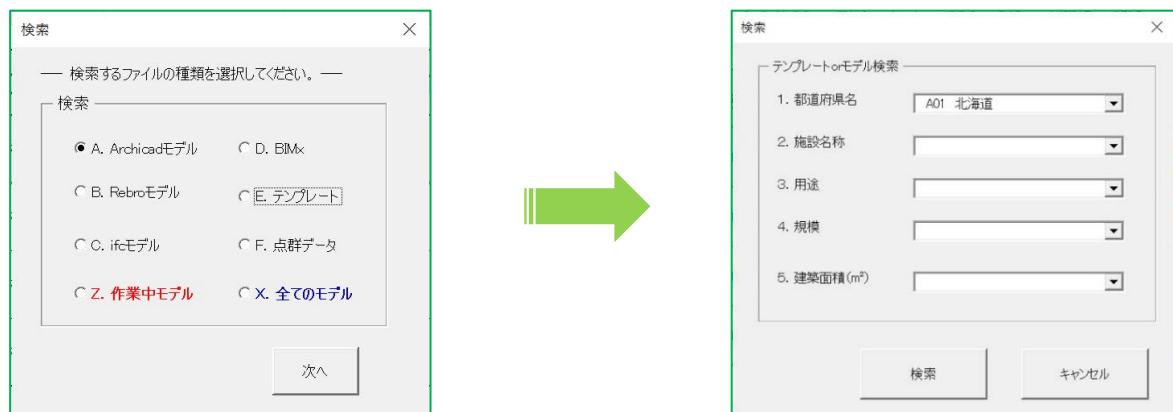 検索
── 検索するファイルの種類を選択してください。 ──
検索
A. Archicadモデル
D. BIMx
B. Rebroモデル
E. テンプレート
C. ifcモデル
F. 点群データ
Z. 作業中モデル
X. 全てのモデル
次へ
検索
テンプレートorモデル検索
1. 都道府県名
A01 北海道
2. 施設名称
3. 用途
4. 規模
5. 建築面積(m²)
検索
キャンセル